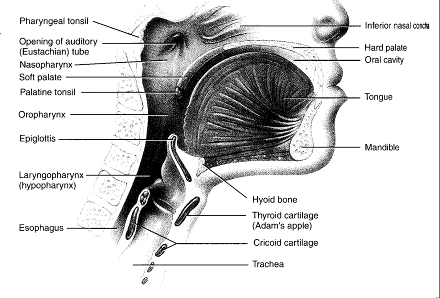 Pharyngeal tonsil
Opening of auditory
(Eustachian) tube
Nasopharynx
Soft palate
Palatine tonsil
Oropharynx
Epiglottis
Laryngopharynx
(hypopharynx)
Esophagus
Inferior nasal concha
Hard palate
Oral cavity
Tongue
Mandible
Hyoid bone
Thyroid cartilage
(Adam's apple)
Cricoid cartilage
Trachea